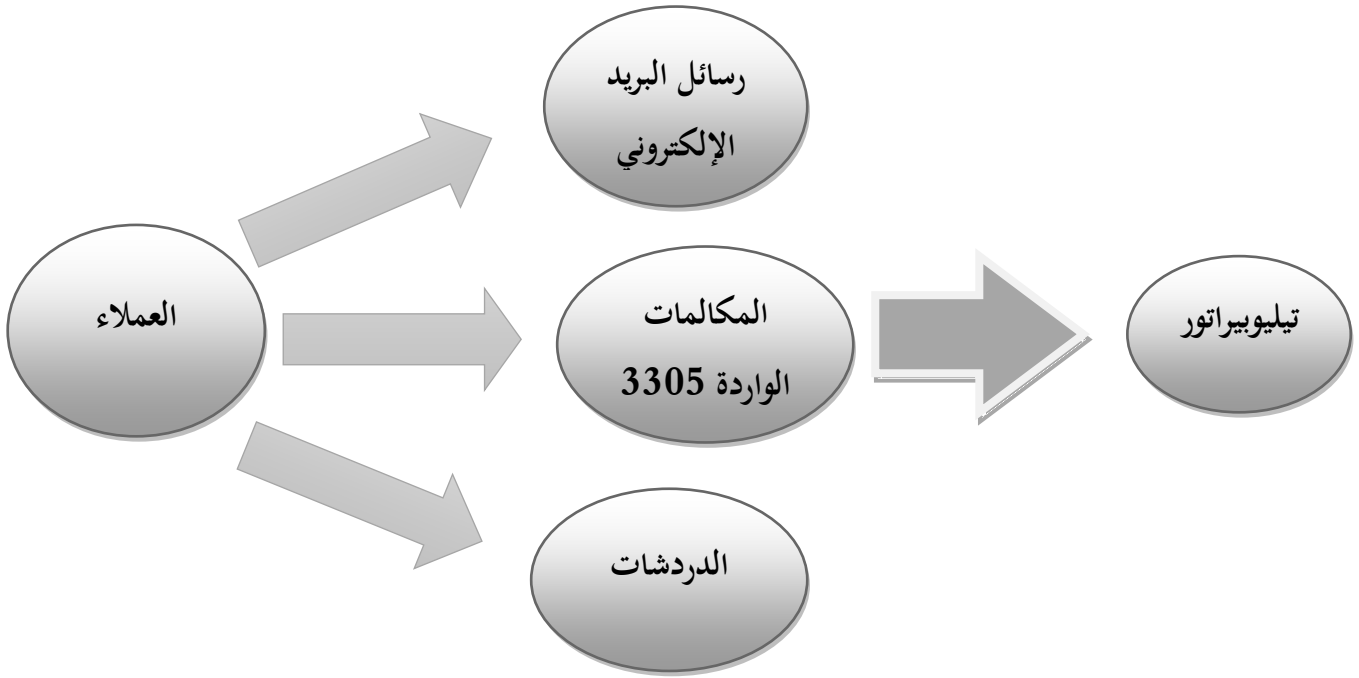 رسائل البريد
الإلكتروني
العملاء
المكالمات
الواردة 3305
تيليوبيراتور
الدردشات